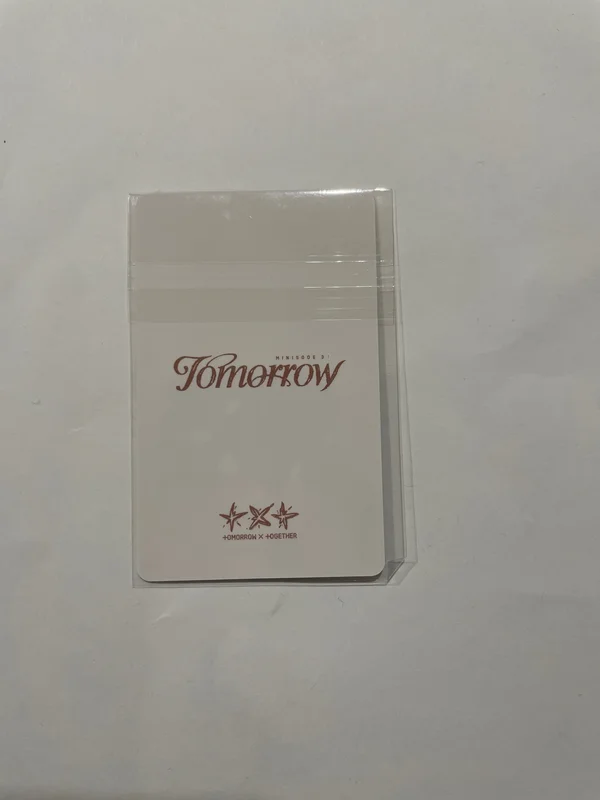 MINISODE 3:
Tomorrow
TOMORROW X TOGETHER